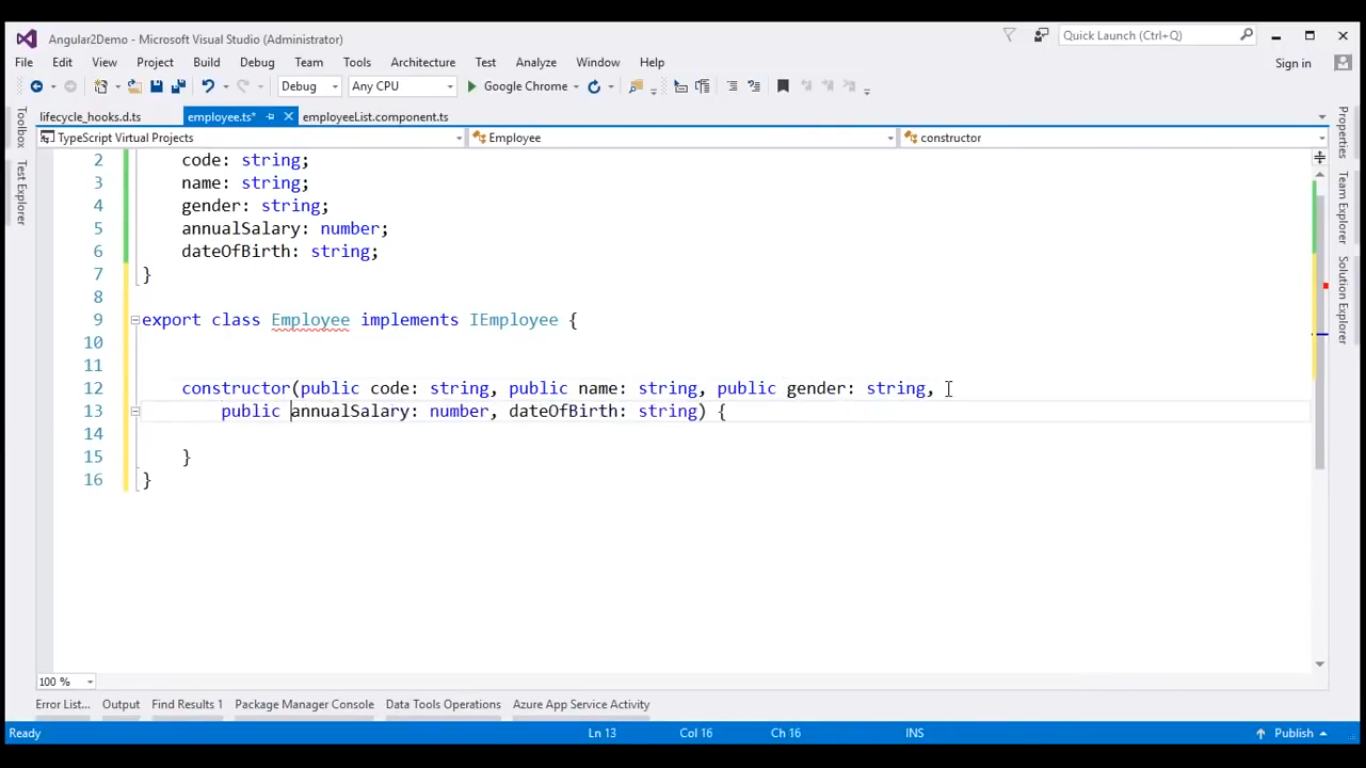 Angular2Demo - Microsoft Visual Studio (Administrator)
Quick Launch (Ctrl+Q)
File Edit View Project Build Debug Team Tools Architecture Test Analyze Window Help
Sign in
Debug Any CPU Google Chrome
lifecycle_hooks.d.ts employee.ts* employeeList.component.ts
TypeScript Virtual Projects Employee constructor
Toolbox
Test Explorer
2 code: string;
3 name: string;
4 gender: string;
5 annualSalary: number;
6 dateOfBirth: string;
7 }
8
9 export class Employee implements IEmployee {
10
11
12 constructor(public code: string, public name: string, public gender: string,
13 public annualSalary: number, dateOfBirth: string) {
14
15 }
16 }
Properties
Team Explorer
Solution Explorer
100 %
Error List... Output Find Results 1 Package Manager Console Data Tools Operations Azure App Service Activity
Ready Ln 13 Col 16 Ch 16 INS Publish